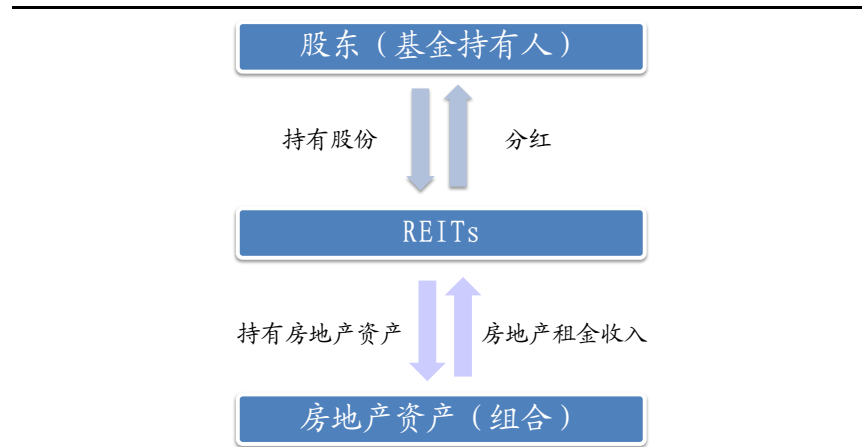 股东（基金持有人）
持有股份
分红
REITs
持有房地产资产
房地产租金收入
房地产资产（组合）